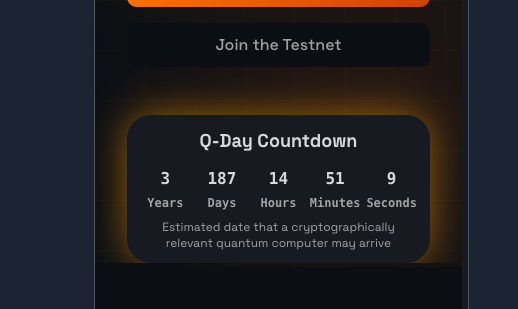 Join the Testnet
Q-Day Countdown
3 187 14 51 9
Years Days Hours Minutes Seconds
Estimated date that a cryptographically
relevant quantum computer may arrive